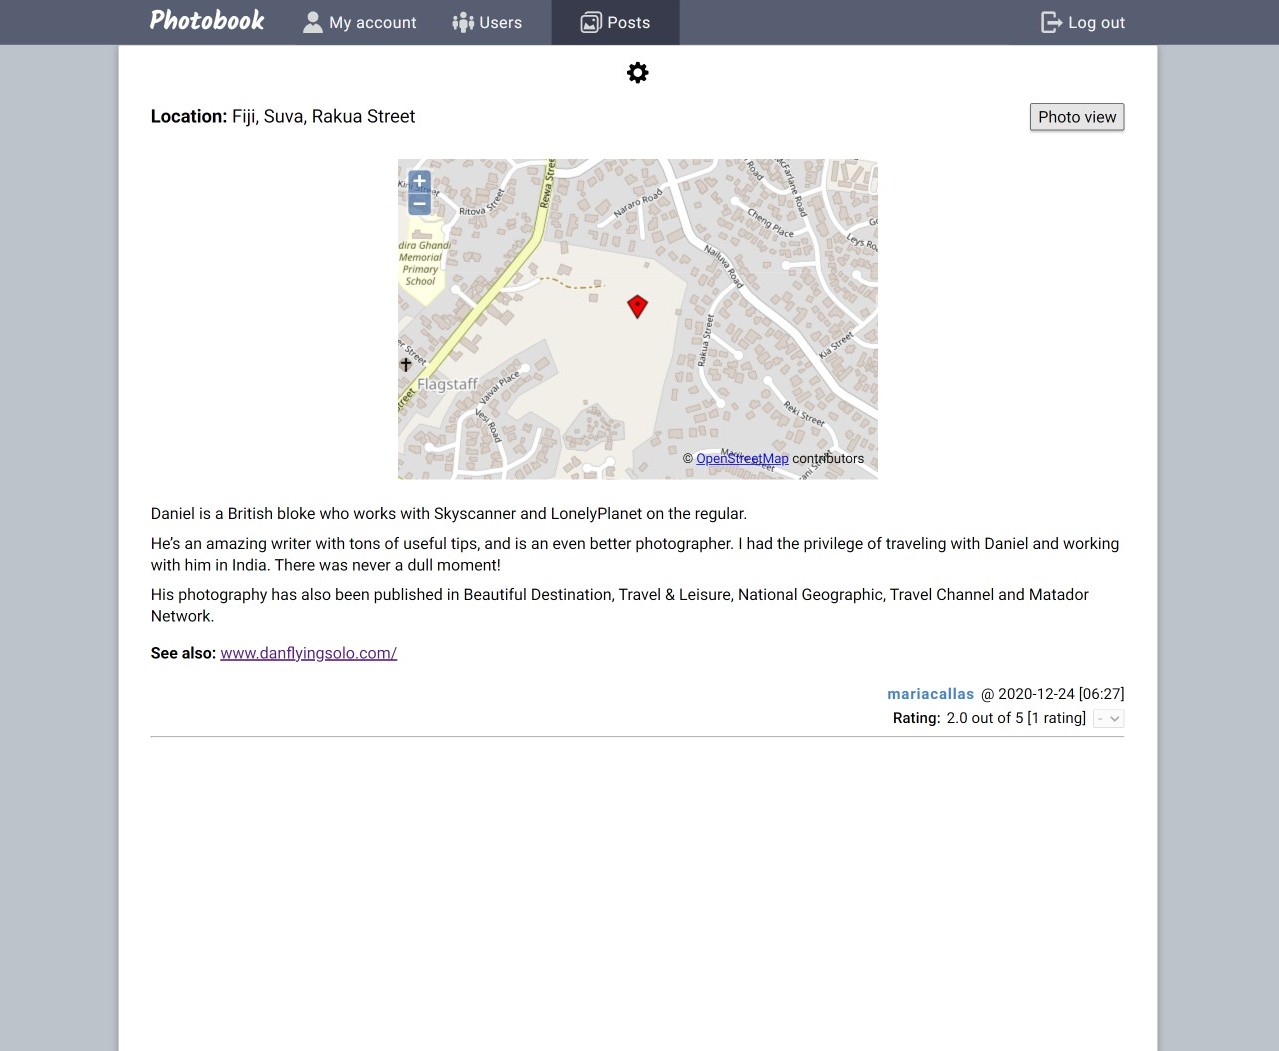 Photobook My account Users Posts Log out
Location: Fiji, Suva, Rakua Street
Photo view
+
−
Ritova Street
Rewa Stree
Nararo Road
Road
McFarlane Road
Cheng Place
Leys Ro
Nailuva Road
dira Ghandi
Memorial
Primary
School
Rakua Street
Kia Street
er Street
Flagstaff
Street
Vaivai Place
Vesi Road
Reki Street
© OpenStreetMap contributors
Daniel is a British bloke who works with Skyscanner and LonelyPlanet on the regular.
He’s an amazing writer with tons of useful tips, and is an even better photographer. I had the privilege of traveling with Daniel and working
with him in India. There was never a dull moment!
His photography has also been published in Beautiful Destination, Travel & Leisure, National Geographic, Travel Channel and Matador
Network.
See also: www.danflyingsolo.com/
mariacallas @ 2020-12-24 [06:27]
Rating: 2.0 out of 5 [1 rating] -